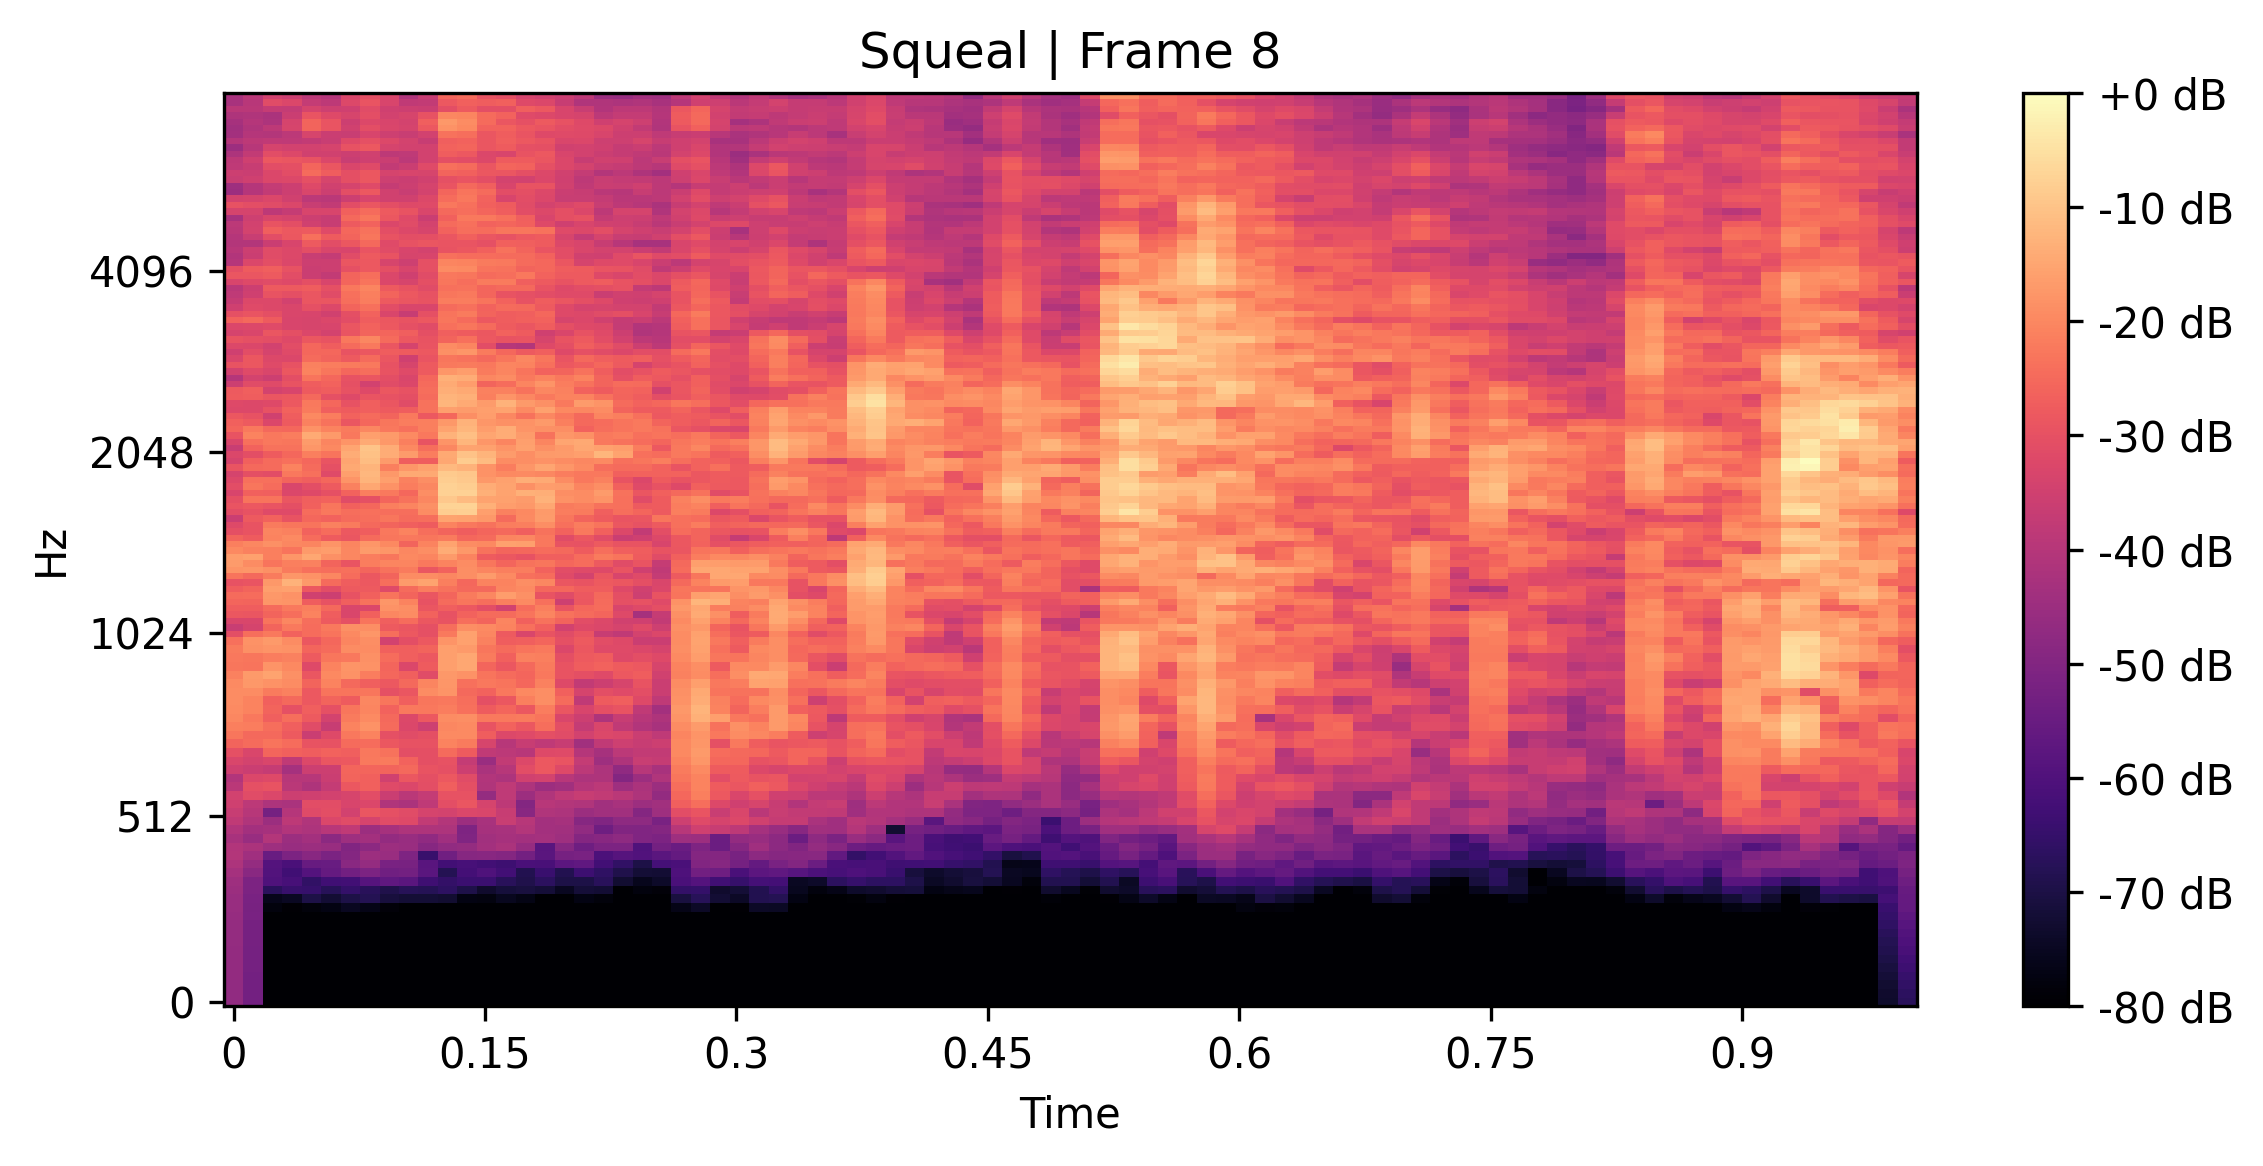 Squeal | Frame 8
+0 dB
-10 dB
-20 dB
-30 dB
-40 dB
-50 dB
-60 dB
-70 dB
-80 dB
Hz
4096
2048
1024
512
0
0 0.15 0.3 0.45 0.6 0.75 0.9
Time